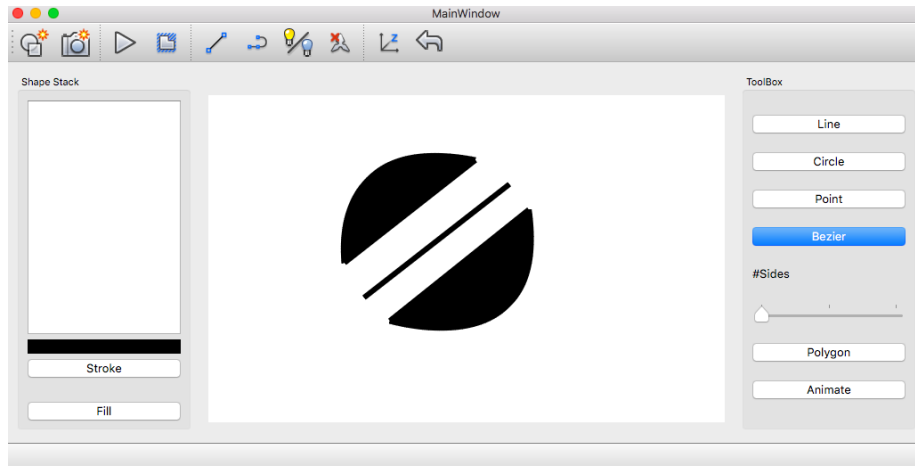 MainWindow
Shape Stack
ToolBox
Line
Circle
Point
Bezier
#Sides
Stroke
Polygon
Fill
Animate